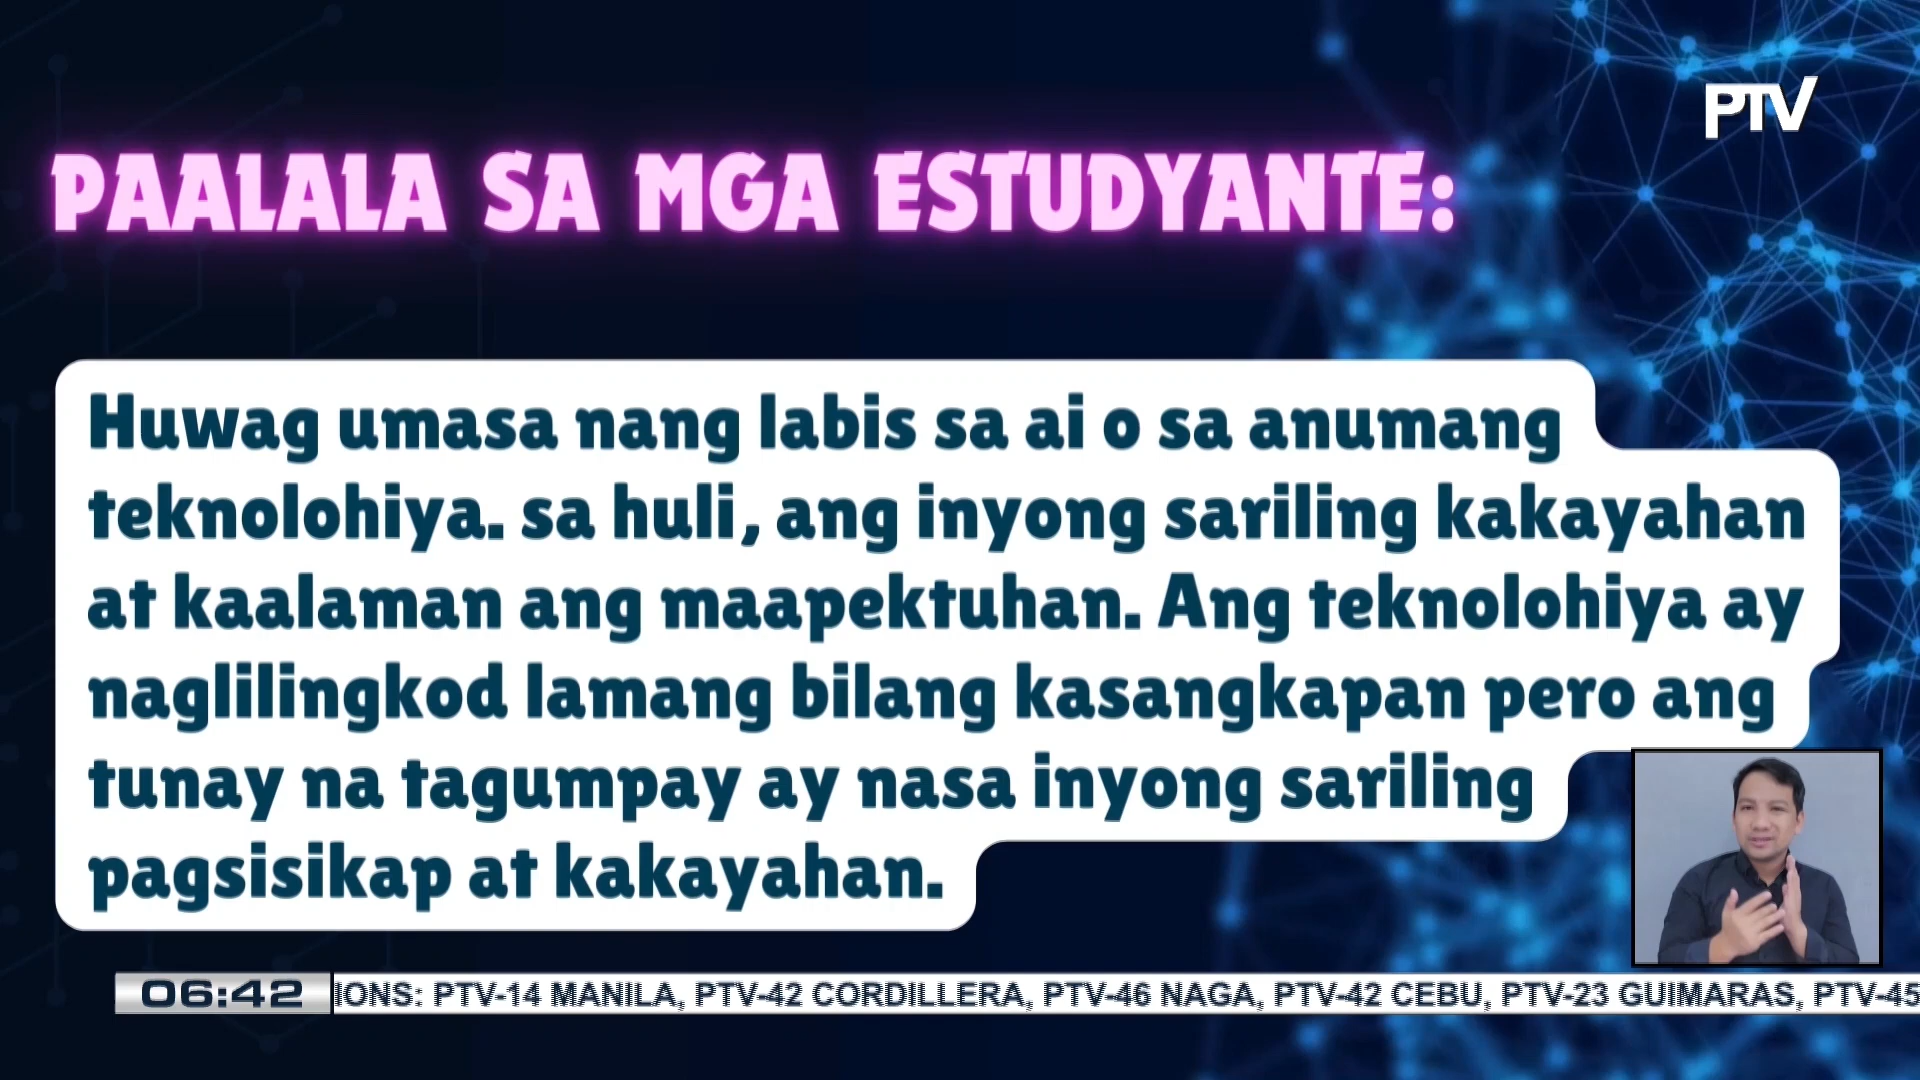 PTV
PAALALA SA MGA ESTUDYANTE:
Huwag umasa nang labis sa ai o sa anumang
teknolohiya. sa huli, ang inyong sariling kakayahan
at kaalaman ang maapektuhan. Ang teknolohiya ay
naglilingkod lamang bilang kasangkapan pero ang
tunay na tagumpay ay nasa inyong sariling
pagsisikap at kakayahan.
06:42 IONS: PTV-14 MANILA, PTV-42 CORDILLERA, PTV-46 NAGA, PTV-42 CEBU, PTV-23 GUIMARAS, PTV-45